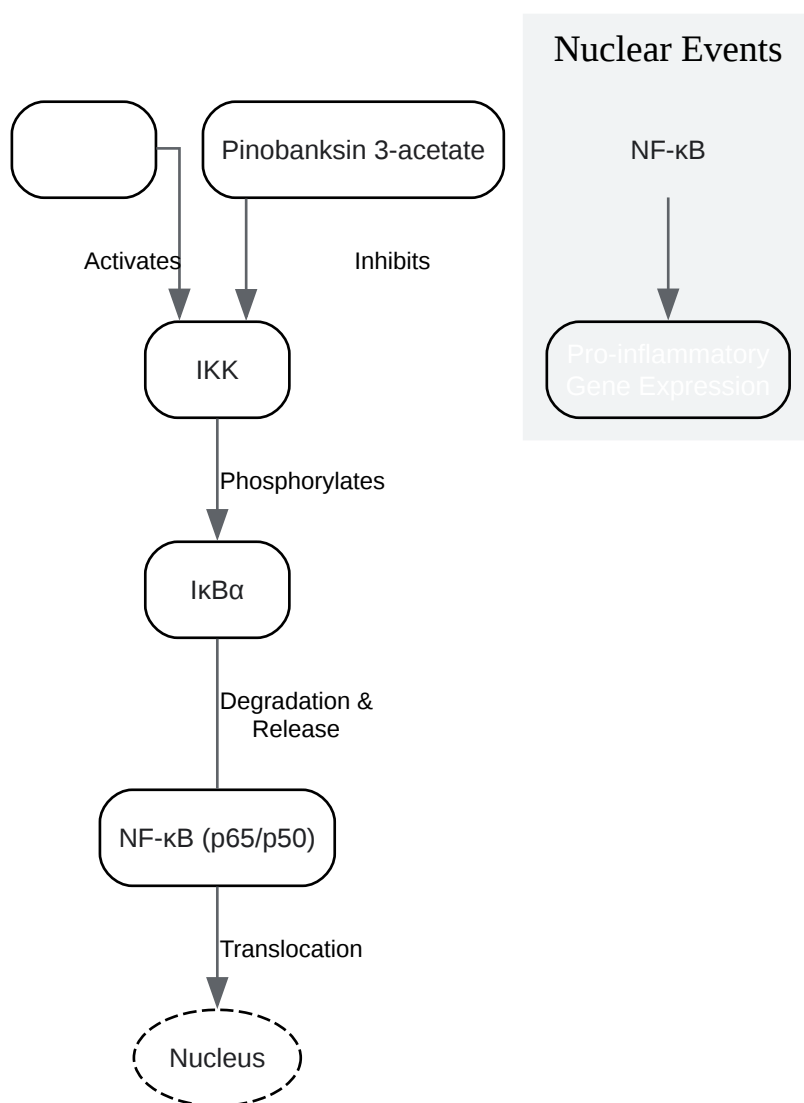 Nuclear Events
Pinobanksin 3-acetate
NF-κB
Activates
Inhibits
IKK
Pro-inflammatory
Gene Expression
Phosphorylates
IκBα
Degradation &
Release
NF-κB (p65/p50)
Translocation
Nucleus